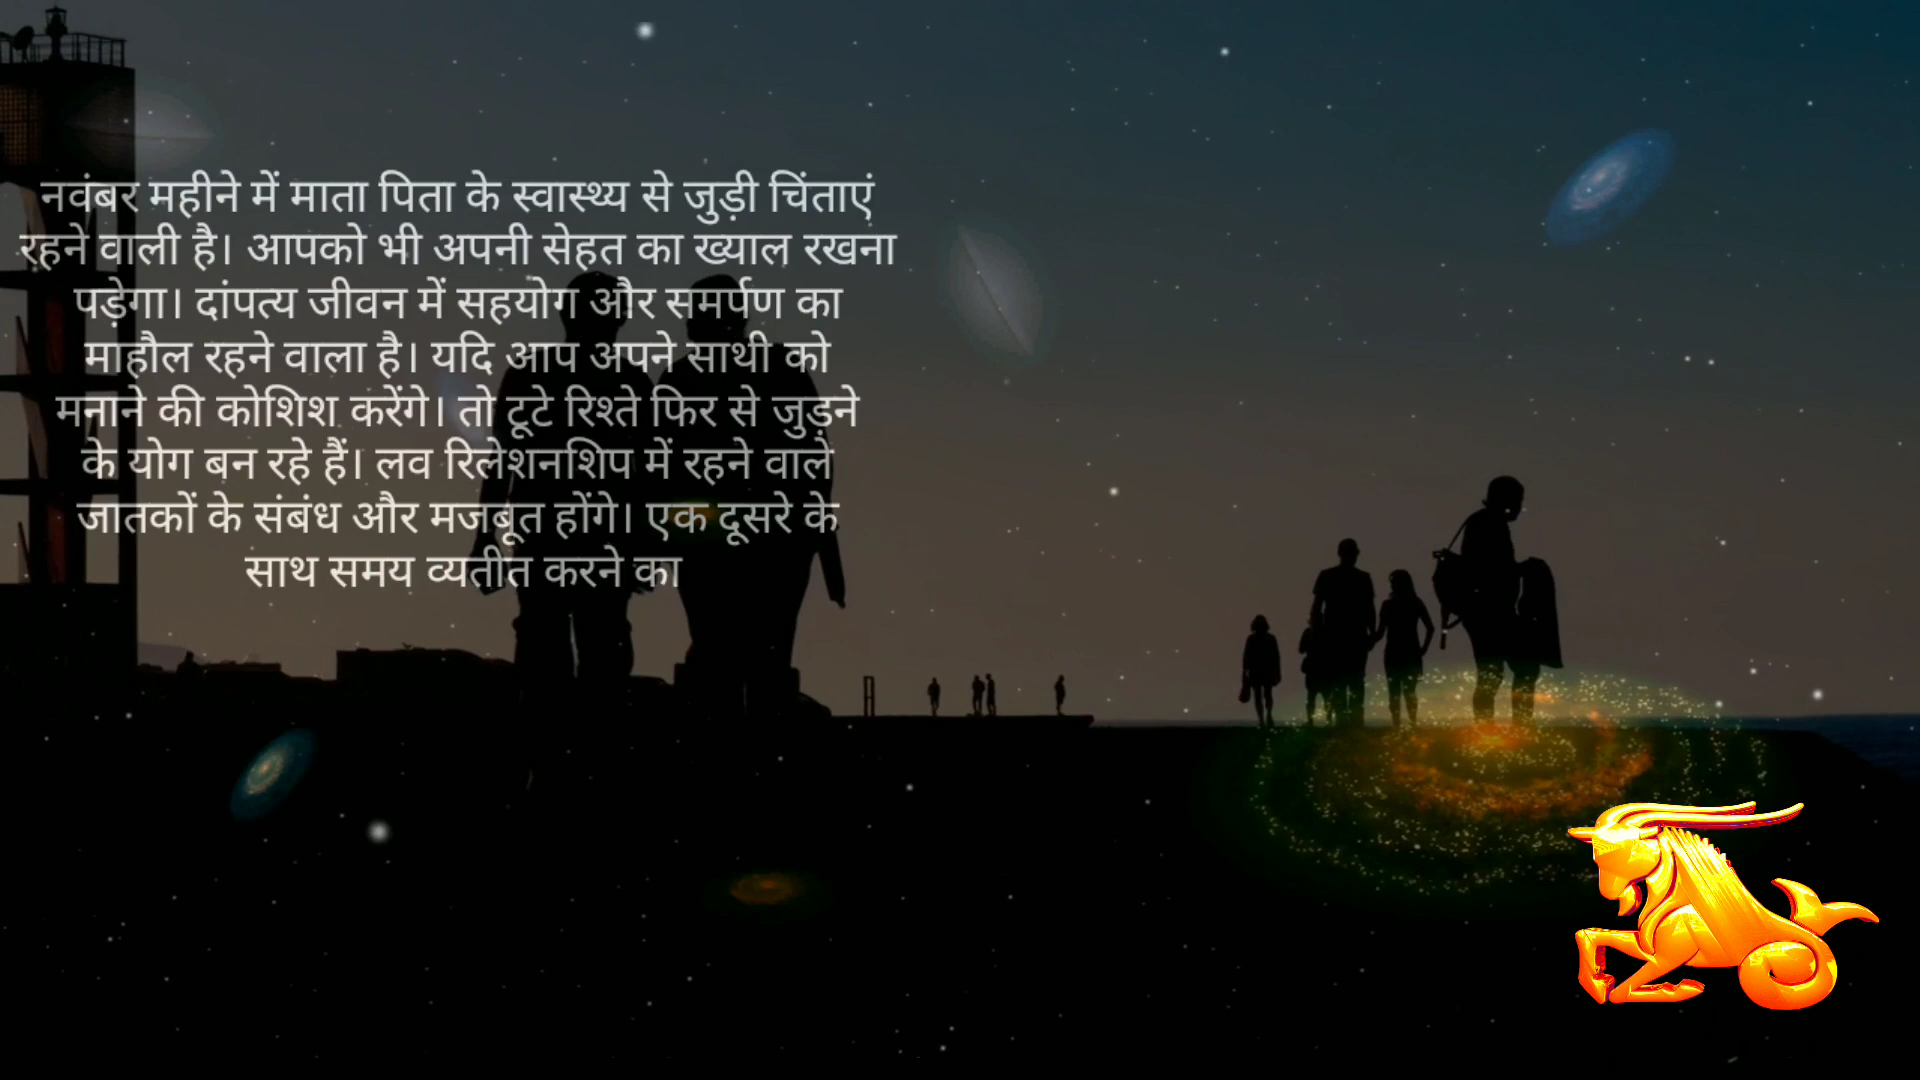 नवंबर महीने में माता पिता के स्वास्थ्य से जुड़ी चिंताएं
रहने वाली है। आपको भी अपनी सेहत का ख्याल रखना
पड़ेगा। दांपत्य जीवन में सहयोग और समर्पण का
माहौल रहने वाला है। यदि आप अपने साथी को
मनाने की कोशिश करेंगे। तो टूटे रिश्ते फिर से जुड़ने
के योग बन रहे हैं। लव रिलेशनशिप में रहने वाले
जातकों के संबंध और मजबूत होंगे। एक दूसरे के
साथ समय व्यतीत करने का